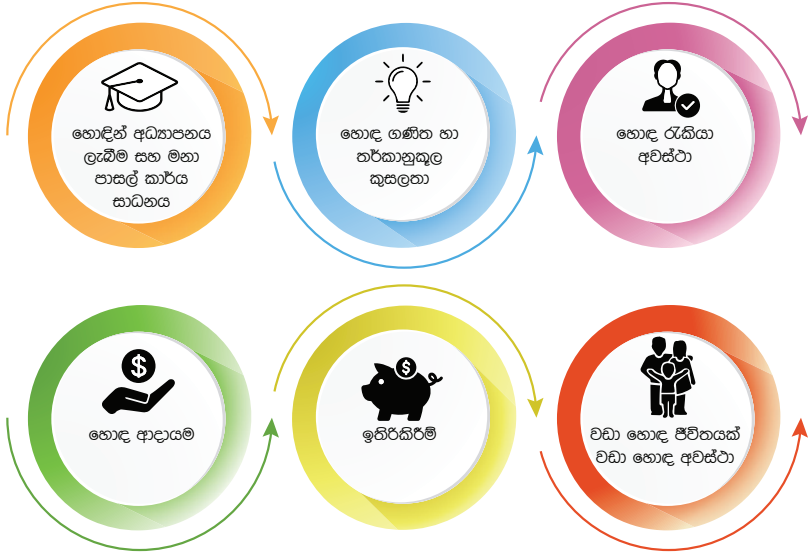 හොඳින් අධ්‍යාපනය
ලැබීම සහ මනා
පාසල් කාර්ය
සාධනය
හොඳ ගණිත හා
තර්කානුකූල
කුසලතා
හොඳ රැකියා
අවස්ථා
හොඳ ආදායම
ඉතිරිකිරීම්
වඩා හොඳ ජීවිතයක්
වඩා හොඳ අවස්ථා